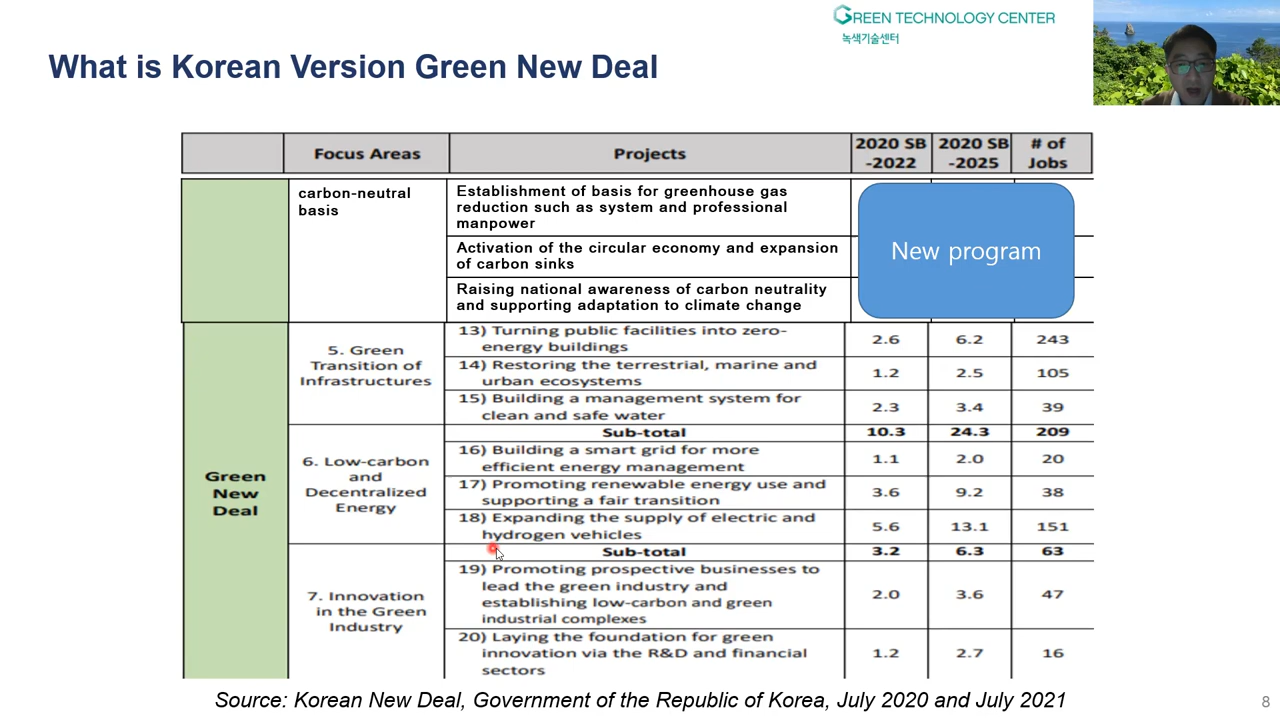 GREEN TECHNOLOGY CENTER
녹색기술센터
What is Korean Version Green New Deal
Focus Areas
Projects
2020 SB
-2022
2020 SB
-2025
# of
Jobs
carbon-neutral
basis
Establishment of basis for greenhouse gas
reduction such as system and professional
manpower
Activation of the circular economy and expansion
of carbon sinks
Raising national awareness of carbon neutrality
and supporting adaptation to climate change
New program
Green
New
Deal
5. Green
Transition of
Infrastructures
13) Turning public facilities into zero-
energy buildings
2.6 6.2 243
14) Restoring the terrestrial, marine and
urban ecosystems
1.2 2.5 105
15) Building a management system for
clean and safe water
2.3 3.4 39
6. Low-carbon
and
Decentralized
Energy
Sub-total 10.3 24.3 209
16) Building a smart grid for more
efficient energy management
1.1 2.0 20
17) Promoting renewable energy use and
supporting a fair transition
3.6 9.2 38
18) Expanding the supply of electric and
hydrogen vehicles
5.6 13.1 151
7. Innovation
in the Green
Industry
Sub-total 3.2 6.3 63
19) Promoting prospective businesses to
lead the green industry and
establishing low-carbon and green
industrial complexes
2.0 3.6 47
20) Laying the foundation for green
innovation via the R&D and financial
sectors
1.2 2.7 16
Source: Korean New Deal, Government of the Republic of Korea, July 2020 and July 2021
8